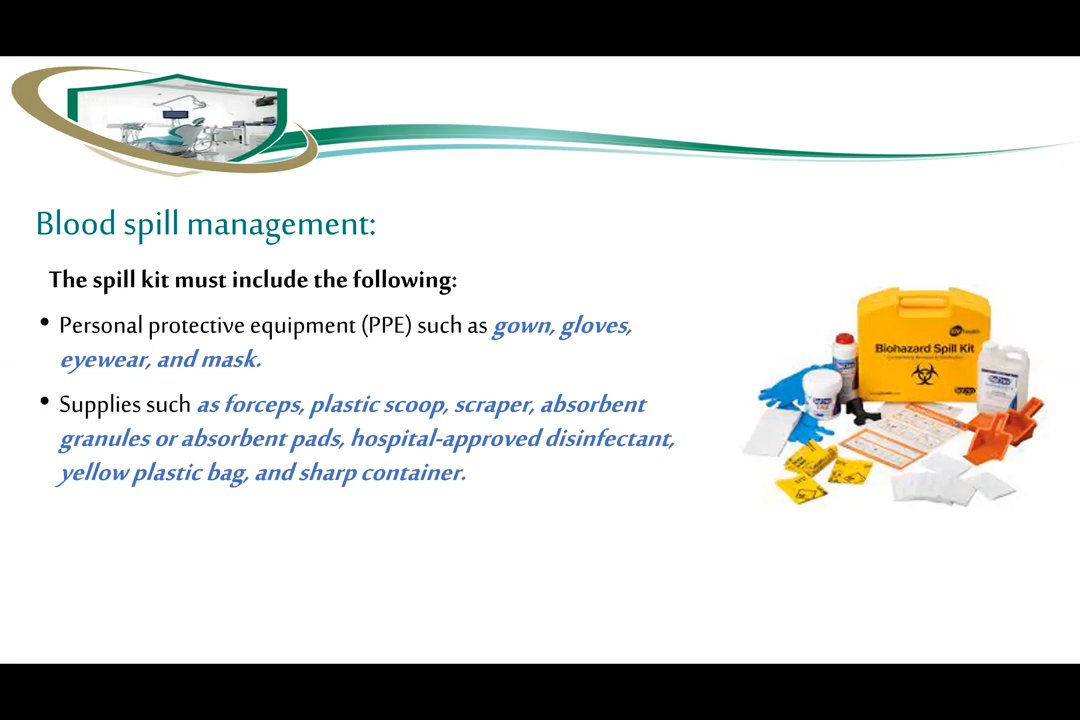 Blood spill management:
The spill kit must include the following:
• Personal protective equipment (PPE) such as gown, gloves,
eyewear, and mask.
• Supplies such as forceps, plastic scoop, scraper, absorbent
granules or absorbent pads, hospital-approved disinfectant,
yellow plastic bag, and sharp container.
health
Biohazard Spill Kit